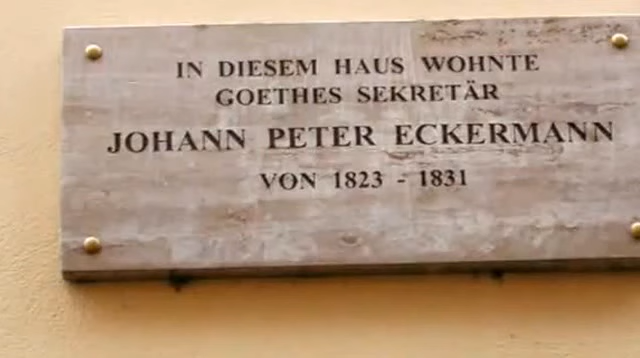 IN DIESEM HAUS WOHNTE
GOETHES SEKRETÄR
JOHANN PETER ECKERMANN
VON 1823 - 1831